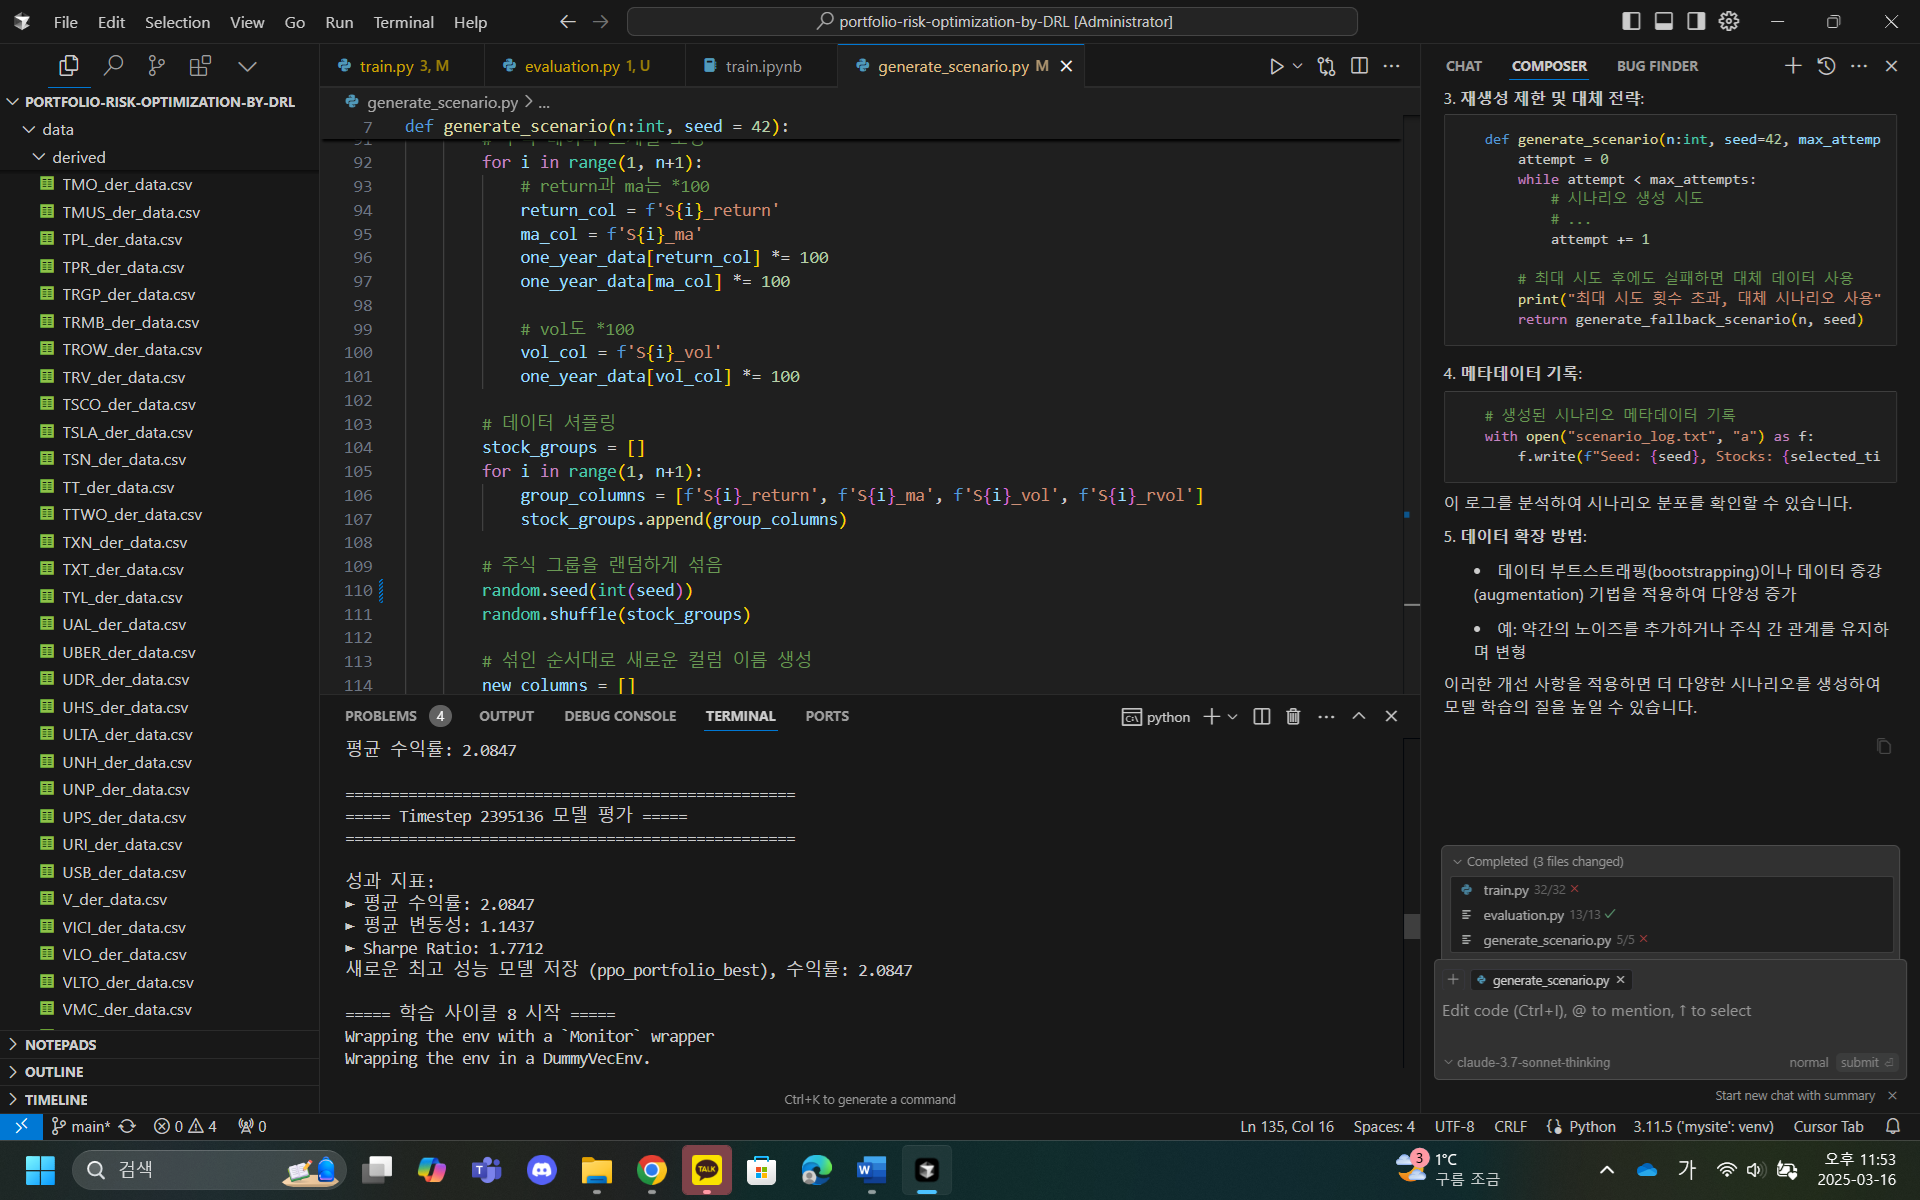 File Edit Selection View Go Run Terminal Help
portfolio-risk-optimization-by-DRL [Administrator]
PORTFOLIO-RISK-OPTIMIZATION-BY-DRL
data
derived
TMO_der_data.csv
TMUS_der_data.csv
TPL_der_data.csv
TPR_der_data.csv
TRGP_der_data.csv
TRMB_der_data.csv
TROW_der_data.csv
TRV_der_data.csv
TSCO_der_data.csv
TSLA_der_data.csv
TSN_der_data.csv
TT_der_data.csv
TTWO_der_data.csv
TXN_der_data.csv
TXT_der_data.csv
TYL_der_data.csv
UAL_der_data.csv
UBER_der_data.csv
UDR_der_data.csv
UHS_der_data.csv
ULTA_der_data.csv
UNH_der_data.csv
UNP_der_data.csv
UPS_der_data.csv
URI_der_data.csv
USB_der_data.csv
V_der_data.csv
VICI_der_data.csv
VLO_der_data.csv
VLTO_der_data.csv
VMC_der_data.csv
NOTEPADS
OUTLINE
TIMELINE
train.py 3, M
evaluation.py 1, U
train.ipynb
generate_scenario.py M
generate_scenario.py > ...
7 def generate_scenario(n:int, seed = 42):
92 for i in range(1, n+1):
93 # return과 ma는 *100
94 return_col = f'S{i}_return'
95 ma_col = f'S{i}_ma'
96 one_year_data[return_col] *= 100
97 one_year_data[ma_col] *= 100
98
99 # vol도 *100
100 vol_col = f'S{i}_vol'
101 one_year_data[vol_col] *= 100
102
103 # 데이터 셔플링
104 stock_groups = []
105 for i in range(1, n+1):
106 group_columns = [f'S{i}_return', f'S{i}_ma', f'S{i}_vol', f'S{i}_rvol']
107 stock_groups.append(group_columns)
108
109 # 주식 그룹을 랜덤하게 섞음
110 random.seed(int(seed))
111 random.shuffle(stock_groups)
112
113 # 섞인 순서대로 새로운 컬럼 이름 생성
114 new_columns = []
PROBLEMS 4 OUTPUT DEBUG CONSOLE TERMINAL PORTS
python
평균 수익률: 2.0847
==================================================
===== Timestep 2395136 모델 평가 =====
==================================================
성과 지표:
► 평균 수익률: 2.0847
► 평균 변동성: 1.1437
► Sharpe Ratio: 1.7712
새로운 최고 성능 모델 저장 (ppo_portfolio_best), 수익률: 2.0847
===== 학습 사이클 8 시작 =====
Wrapping the env with a `Monitor` wrapper
Wrapping the env in a DummyVecEnv.
Ctrl+K to generate a command
CHAT COMPOSER BUG FINDER
3. 재생성 제한 및 대체 전략:
def generate_scenario(n:int, seed=42, max_attemp
attempt = 0
while attempt < max_attempts:
# 시나리오 생성 시도
# ...
attempt += 1
# 최대 시도 후에도 실패하면 대체 데이터 사용
print("최대 시도 횟수 초과, 대체 시나리오 사용"
return generate_fallback_scenario(n, seed)
4. 메타데이터 기록:
# 생성된 시나리오 메타데이터 기록
with open("scenario_log.txt", "a") as f:
f.write(f"Seed: {seed}, Stocks: {selected_ti
이 로그를 분석하여 시나리오 분포를 확인할 수 있습니다.
5. 데이터 확장 방법:
• 데이터 부트스트래핑(bootstrapping)이나 데이터 증강
(augmentation) 기법을 적용하여 다양성 증가
• 예: 약간의 노이즈를 추가하거나 주식 간 관계를 유지하
며 변형
이러한 개선 사항을 적용하면 더 다양한 시나리오를 생성하여
모델 학습의 질을 높일 수 있습니다.
Completed (3 files changed)
train.py 32/32
evaluation.py 13/13
generate_scenario.py 5/5
generate_scenario.py
Edit code (Ctrl+I), @ to mention, ↑ to select
claude-3.7-sonnet-thinking
normal submit
Start new chat with summary
main* 0 4 0
Ln 135, Col 16 Spaces: 4 UTF-8 CRLF Python 3.11.5 ('mysite': venv) Cursor Tab
검색
TALK
3
1°C
구름 조금
가
오후 11:53
2025-03-16